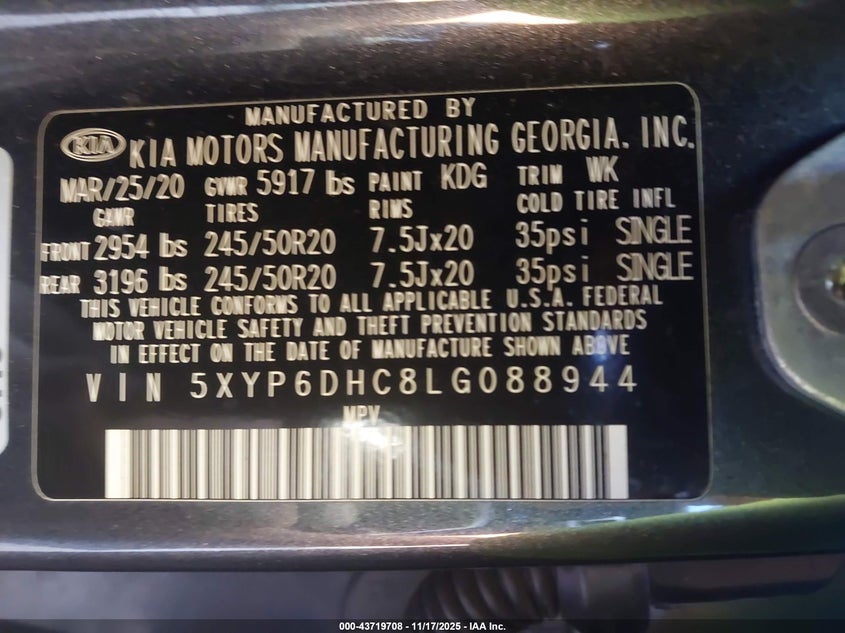 MANUFACTURED BY
KIA KIA MOTORS MANUFACTURING GEORGIA, INC.
MAR/25/20 GVWR 5917 lbs PAINT KDG TRIM WK
GAWR TIRES RIMS COLD TIRE INFL
FRONT 2954 lbs 245/50R20 7.5Jx20 35psi SINGLE
REAR 3196 lbs 245/50R20 7.5Jx20 35psi SINGLE
THIS VEHICLE CONFORMS TO ALL APPLICABLE U.S.A. FEDERAL
MOTOR VEHICLE SAFETY AND THEFT PREVENTION STANDARDS
IN EFFECT ON THE DATE OF MANUFACTURE SHOWN ABOVE
VIN 5XYP6DHC8LG088944
MPV
000-43719708 - 11/17/2025 - IAA Inc.